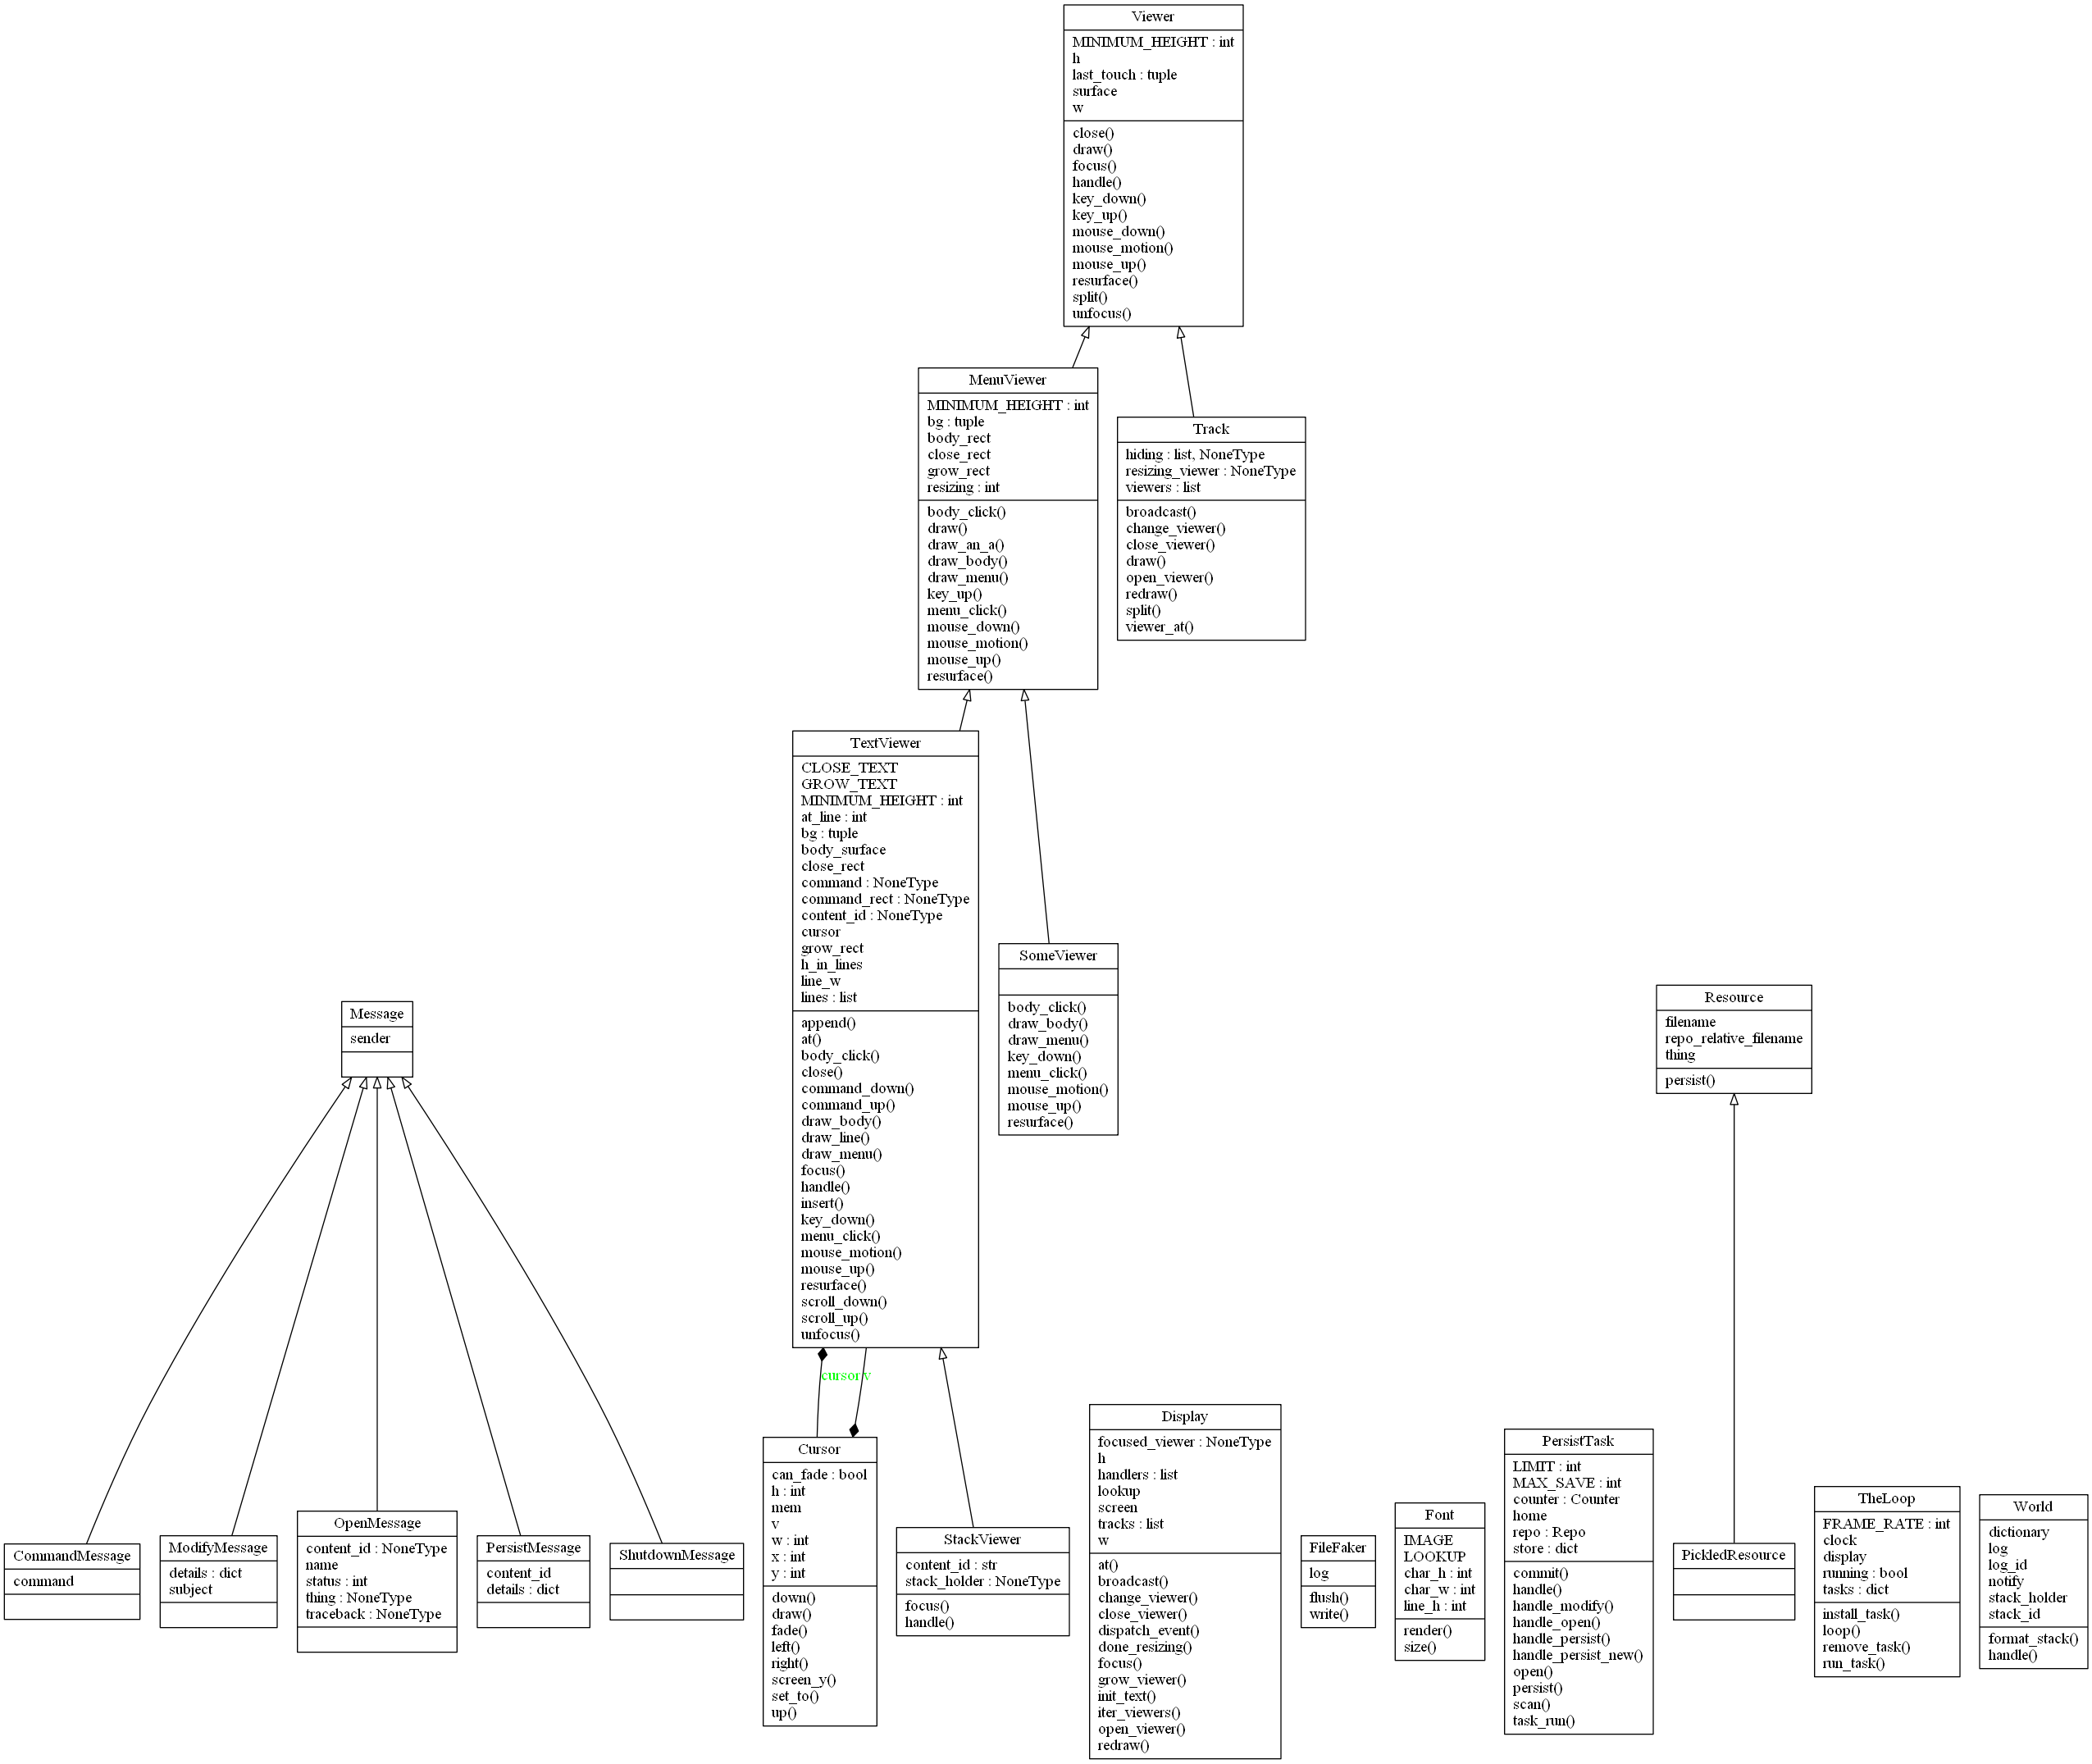 Viewer
MINIMUM_HEIGHT : int
h
last_touch : tuple
surface
w
close()
draw()
focus()
handle()
key_down()
key_up()
mouse_down()
mouse_motion()
mouse_up()
resurface()
split()
unfocus()
MenuViewer
MINIMUM_HEIGHT : int
bg : tuple
body_rect
close_rect
grow_rect
resizing : int
body_click()
draw()
draw_an_a()
draw_body()
draw_menu()
key_up()
menu_click()
mouse_down()
mouse_motion()
mouse_up()
resurface()
Track
hiding : list, NoneType
resizing_viewer : NoneType
viewers : list
broadcast()
change_viewer()
close_viewer()
draw()
open_viewer()
redraw()
split()
viewer_at()
TextViewer
CLOSE_TEXT
GROW_TEXT
MINIMUM_HEIGHT : int
at_line : int
bg : tuple
body_surface
close_rect
command : NoneType
command_rect : NoneType
content_id : NoneType
cursor
grow_rect
h_in_lines
line_w
lines : list
append()
at()
body_click()
close()
command_down()
command_up()
draw_body()
draw_line()
draw_menu()
focus()
handle()
insert()
key_down()
menu_click()
mouse_motion()
mouse_up()
resurface()
scroll_down()
scroll_up()
unfocus()
SomeViewer
body_click()
draw_body()
draw_menu()
key_down()
menu_click()
mouse_motion()
mouse_up()
resurface()
Message
sender
Resource
filename
repo_relative_filename
thing
persist()
cursor
v
CommandMessage
command
ModifyMessage
details : dict
subject
OpenMessage
content_id : NoneType
name
status : int
thing : NoneType
traceback : NoneType
PersistMessage
content_id
details : dict
ShutdownMessage
Cursor
can_fade : bool
h : int
mem
v
w : int
x : int
y : int
down()
draw()
fade()
left()
right()
screen_y()
set_to()
up()
StackViewer
content_id : str
stack_holder : NoneType
focus()
handle()
Display
focused_viewer : NoneType
h
handlers : list
lookup
screen
tracks : list
w
at()
broadcast()
change_viewer()
close_viewer()
dispatch_event()
done_resizing()
focus()
grow_viewer()
init_text()
iter_viewers()
open_viewer()
redraw()
FileFaker
log
flush()
write()
Font
IMAGE
LOOKUP
char_h : int
char_w : int
line_h : int
render()
size()
PersistTask
LIMIT : int
MAX_SAVE : int
counter : Counter
home
repo : Repo
store : dict
commit()
handle()
handle_modify()
handle_open()
handle_persist()
handle_persist_new()
open()
persist()
scan()
task_run()
PickledResource
TheLoop
FRAME_RATE : int
clock
display
running : bool
tasks : dict
install_task()
loop()
remove_task()
run_task()
World
dictionary
log
log_id
notify
stack_holder
stack_id
format_stack()
handle()